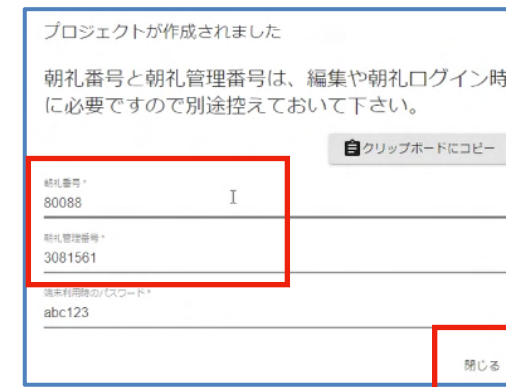 プロジェクトが作成されました
朝礼番号と朝礼管理番号は、編集や朝礼ログイン時
に必要ですので別途控えておいて下さい。
クリップボードにコピー
朝礼番号*
80088
朝礼管理番号*
3081561
端末利用時のパスワード*
abc123
閉じる